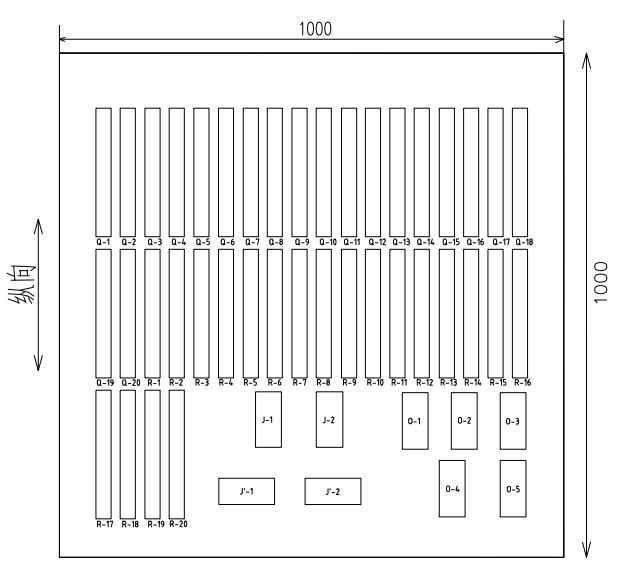 1000
Q-1 Q-2 Q-3 Q-4 Q-5 Q-6 Q-7 Q-8 Q-9 Q-10 Q-11 Q-12 Q-13 Q-14 Q-15 Q-16 Q-17 Q-18
纵向
1000
Q-19 Q-20 R-1 R-2 R-3 R-4 R-5 R-6 R-7 R-8 R-9 R-10 R-11 R-12 R-13 R-14 R-15 R-16
J-1 J-2 O-1 O-2 O-3
J'-1 J'-2 O-4 O-5
R-17 R-18 R-19 R-20